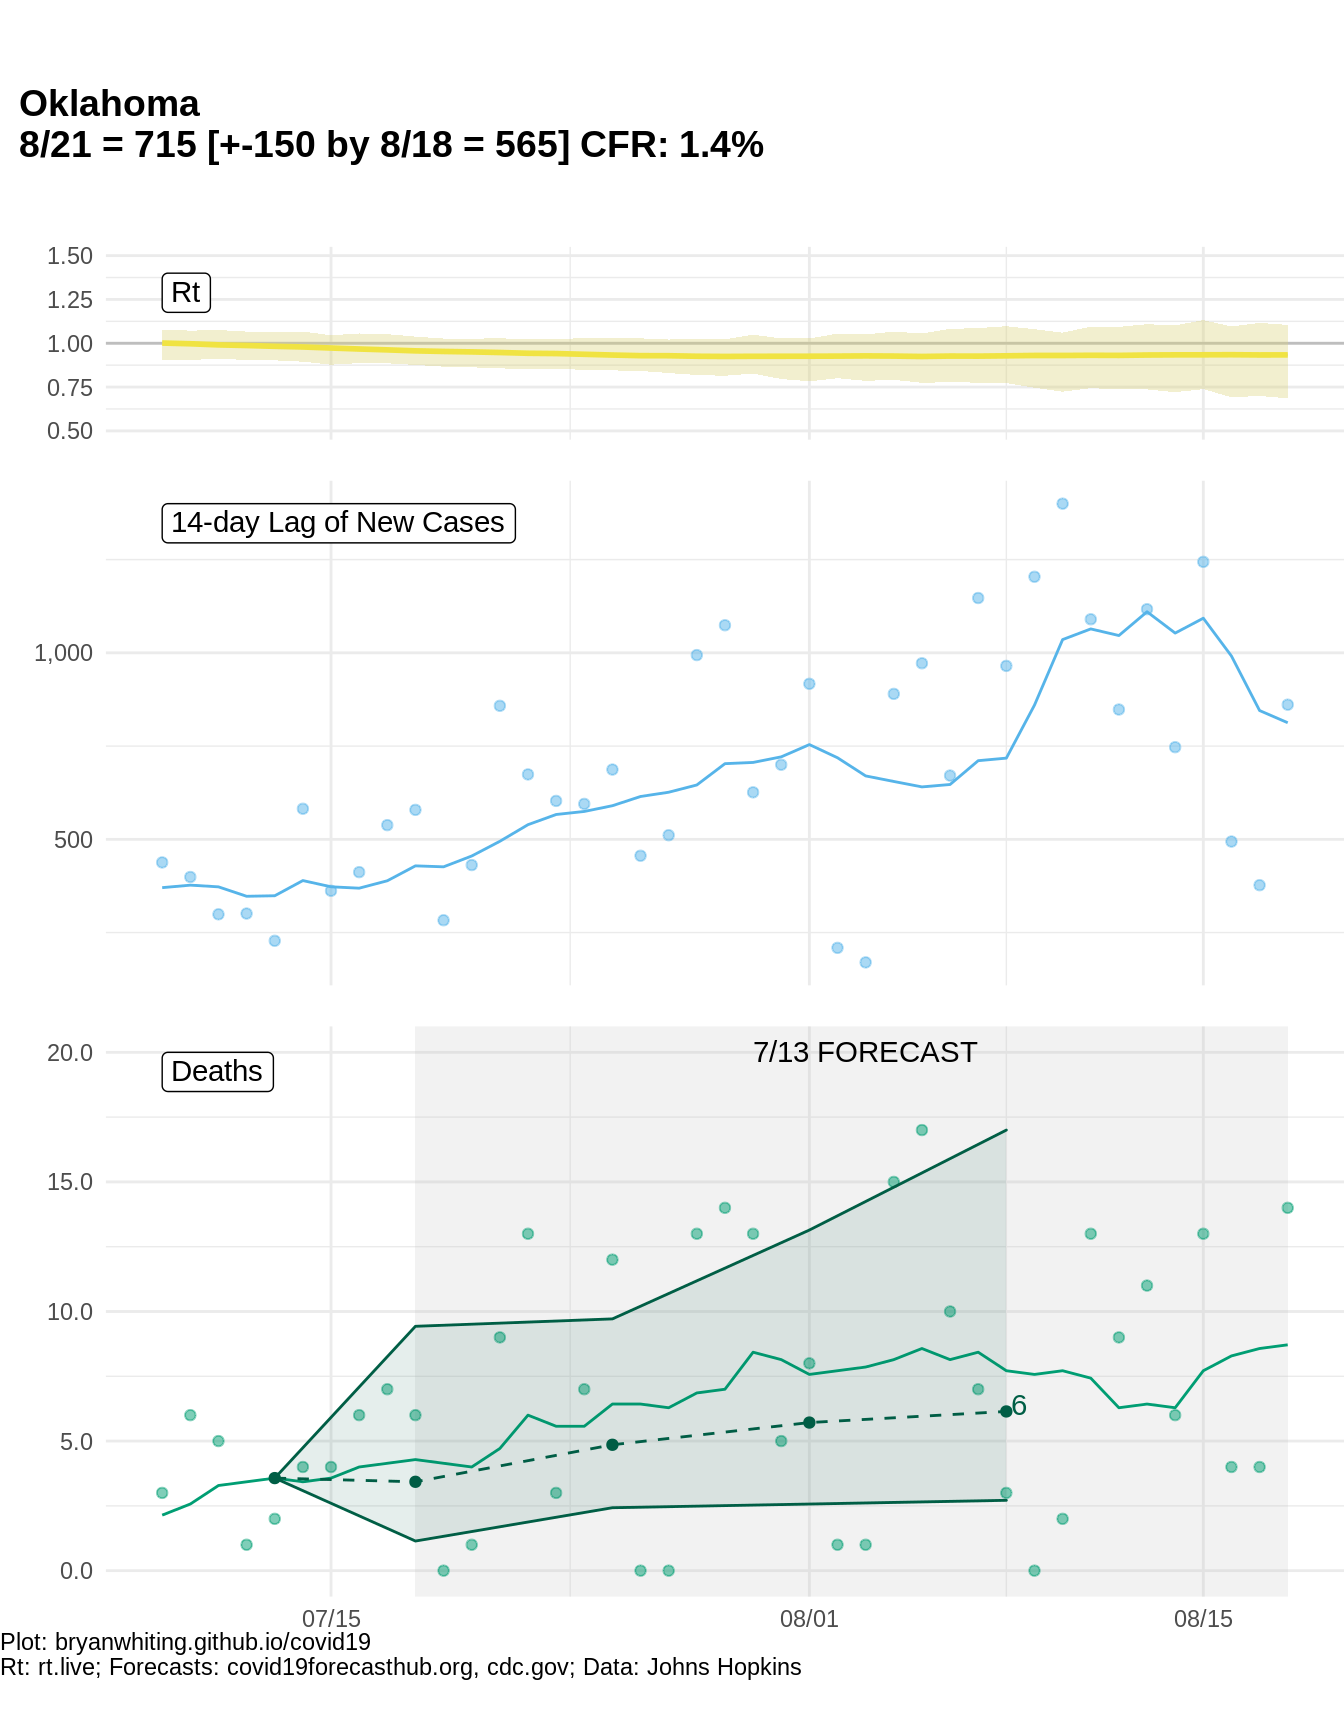 Oklahoma
8/21 = 715 [+-150 by 8/18 = 565] CFR: 1.4%
1.50
Rt
1.25
1.00
0.75
0.50
14-day Lag of New Cases
1,000
500
20.0
7/13 FORECAST
Deaths
15.0
10.0
6
5.0
0.0
07/15
08/01
08/15
Plot: bryanwhiting.github.io/covid19
Rt: rt.live; Forecasts: covid19forecasthub.org, cdc.gov; Data: Johns Hopkins